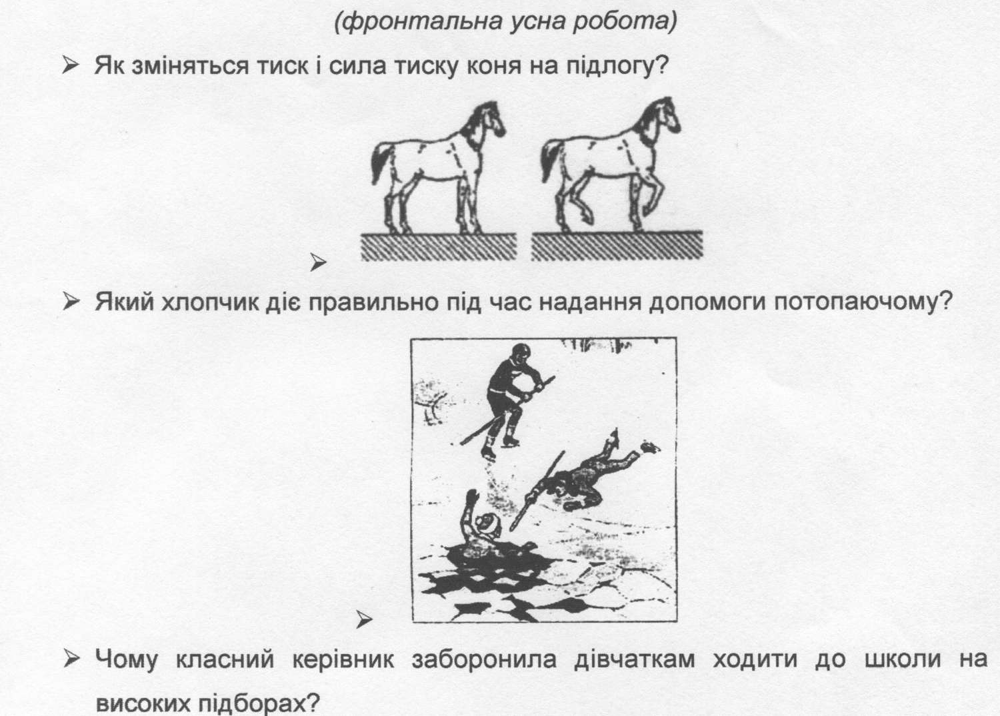 (фронтальна усна робота)
➢ Як зміняться тиск і сила тиску коня на підлогу?
➢
➢ Який хлопчик діє правильно під час надання допомоги потопаючому?
➢
➢ Чому класний керівник заборонила дівчаткам ходити до школи на
високих підборах?